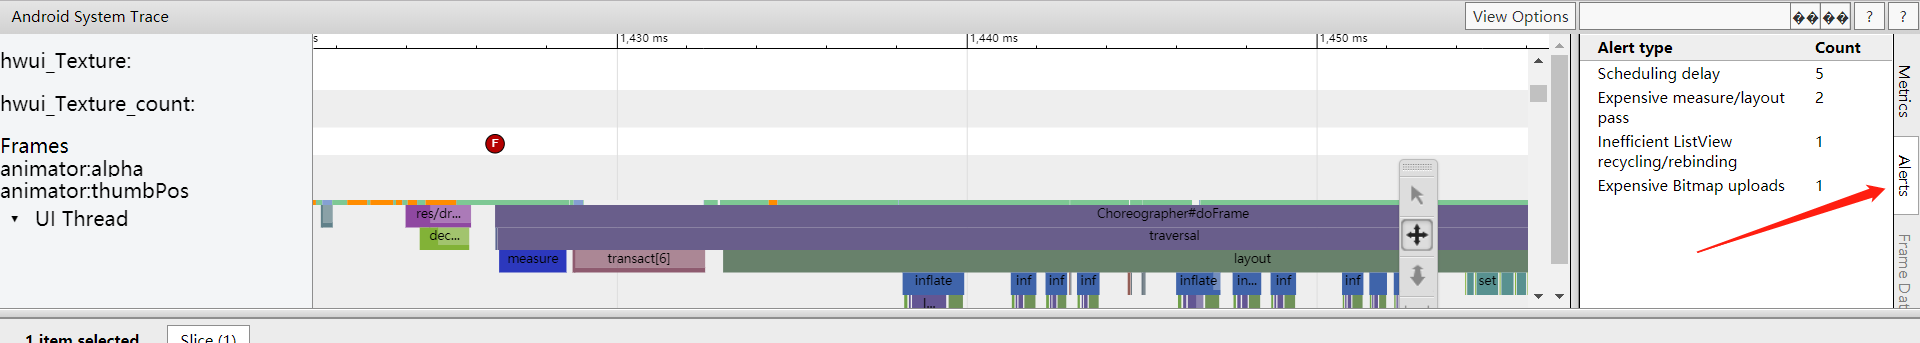 Android System Trace
View Options
�� ��
?
?
s
1,430 ms
1,440 ms
1,450 ms
Alert type Count
Scheduling delay 5
Expensive measure/layout pass 2
Inefficient ListView recycling/rebinding 1
Expensive Bitmap uploads 1
Metrics
Alerts
Frame Dat
hwui_Texture:
hwui_Texture_count:
Frames
F
animator:alpha
animator:thumbPos
▾ UI Thread
res/dr...
Choreographer#doFrame
dec...
traversal
measure
transact[6]
layout
inflate
inf
inf
inf
inflate
in...
inf
inf
set
l...
1 item selected.
Slice (1)